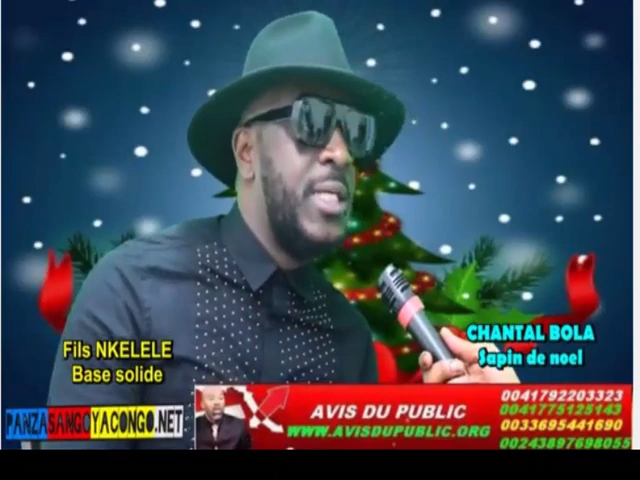 Fils NKELELE
Base solide
CHANTAL BOLA
Sapin de noel
PANZASANGOYACONGO.NET
AVIS DU PUBLIC
WWW.AVISDUPUBLIC.ORG
0041792203323
0041775125143
0033695441690
00243897698055